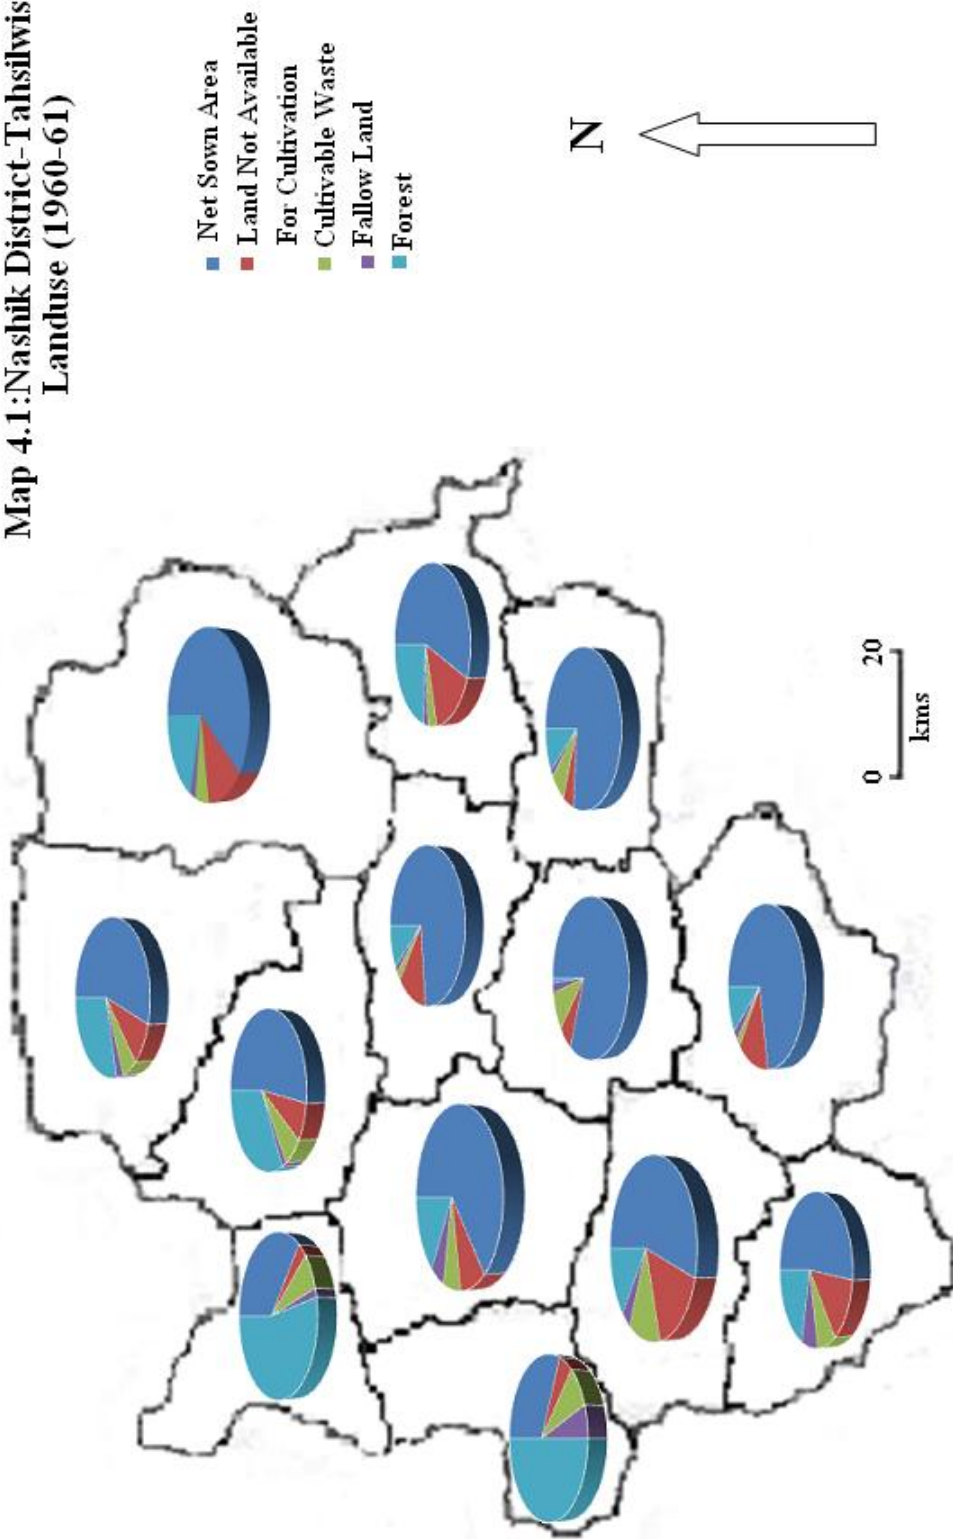 Map 4.1:Nashik District-Tahsilwis
Landuse (1960-61)
Net Sown Area
Land Not Available
For Cultivation
Cultivable Waste
Fallow Land
Forest
N
0 20
kms